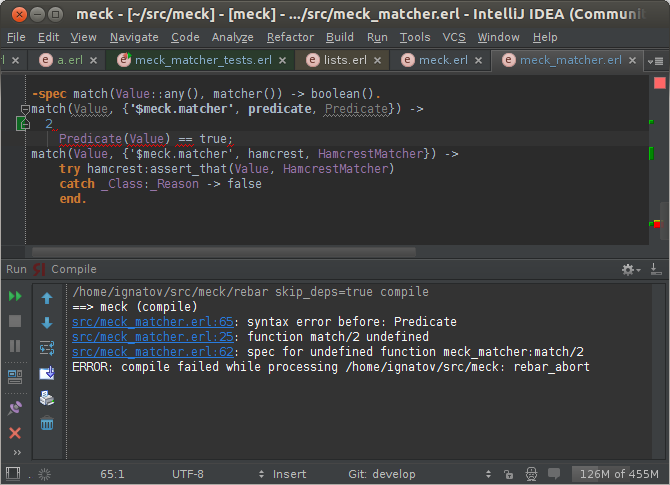 meck - [~/src/meck] - [meck] - .../src/meck_matcher.erl - IntelliJ IDEA (Communit
File Edit View Navigate Code Analyze Refactor Build Run Tools VCS Window Help
l a.erl meck_matcher_tests.erl lists.erl meck.erl meck_matcher.erl
-spec match(Value::any(), matcher()) -> boolean().
match(Value, {'$meck.matcher', predicate, Predicate}) ->
2
Predicate(Value) == true;
match(Value, {'$meck.matcher', hamcrest, HamcrestMatcher}) ->
try hamcrest:assert_that(Value, HamcrestMatcher)
catch _Class:_Reason -> false
end.
Run Compile
/home/ignatov/src/meck/rebar skip_deps=true compile
==> meck (compile)
src/meck_matcher.erl:65: syntax error before: Predicate
src/meck_matcher.erl:25: function match/2 undefined
src/meck_matcher.erl:62: spec for undefined function meck_matcher:match/2
ERROR: compile failed while processing /home/ignatov/src/meck: rebar_abort
65:1 UTF-8 Insert Git: develop 126M of 455M